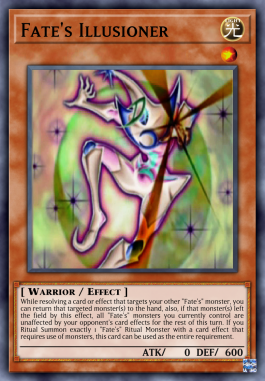 Fate's Illusioner
LIGHT
光
[ Warrior / Effect ]
While resolving a card or effect that targets your other "Fate's" monster, you
can return that targeted monster(s) to the hand, also, if that monster(s) left
the field by this effect, all "Fate's" monsters you currently control are
unaffected by your opponent's card effects for the rest of this turn. If you
Ritual Summon exactly 1 "Fate's" Ritual Monster with a card effect that
requires use of monsters, this card can be used as the entire requirement.
ATK/ 0 DEF/ 600